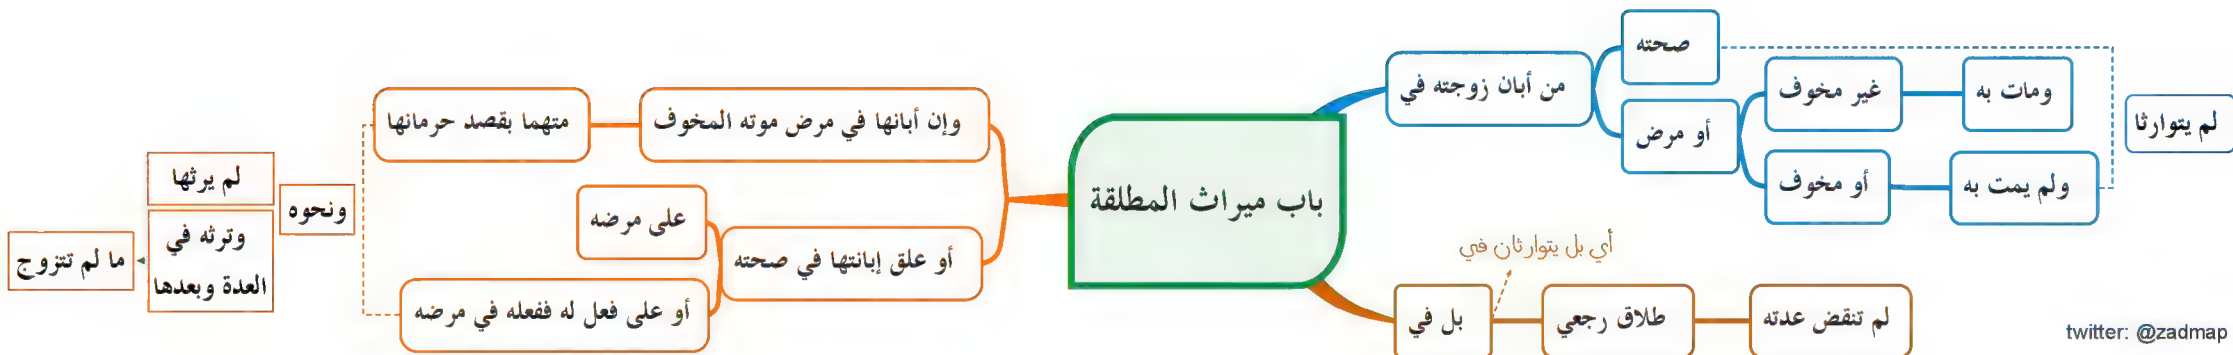 باب ميراث المطلقة
من أبان زوجته في
صحته
أو مرض
غير مخوف
ومات به
أو مخوف
ولم يمت به
لم يتوارثا
بل في
أي بل يتوارثان في
طلاق رجعي
لم تنقض عدته
وإن أبانها في مرض موته المخوف
متهما بقصد حرمانها
أو علق إبانتها في صحته
على مرضه
أو على فعل له ففعله في مرضه
ونحوه
لم يرثها
وترثه في
العدة وبعدها
ما لم تتزوج
twitter: @zadmap